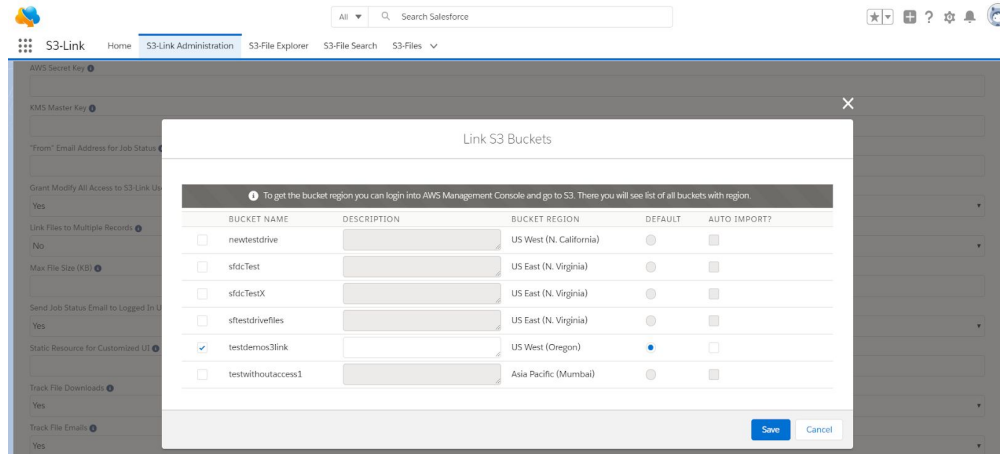 All
Search Salesforce
S3-Link
Home
S3-Link Administration
S3-File Explorer
S3-File Search
S3-Files
AWS Secret Key
KMS Master Key
"From" Email Address for Job Status
Grant Modify All Access to S3-Link
Yes
Link Files to Multiple Records
No
Max File Size (KB)
Send Job Status Email to Logged In
Yes
Static Resource for Customized UI
Track File Downloads
Yes
Track File Emails
Yes
Link S3 Buckets
To get the bucket region you can login into AWS Management Console and go to S3. There you will see list of all buckets with region.
BUCKET NAME DESCRIPTION BUCKET REGION DEFAULT AUTO IMPORT?
newtestdrive US West (N. California)
sfdcTest US East (N. Virginia)
sfdcTestX US East (N. Virginia)
sftestdrivefiles US East (N. Virginia)
testdemos3link US West (Oregon)
testwithoutaccess1 Asia Pacific (Mumbai)
Save
Cancel